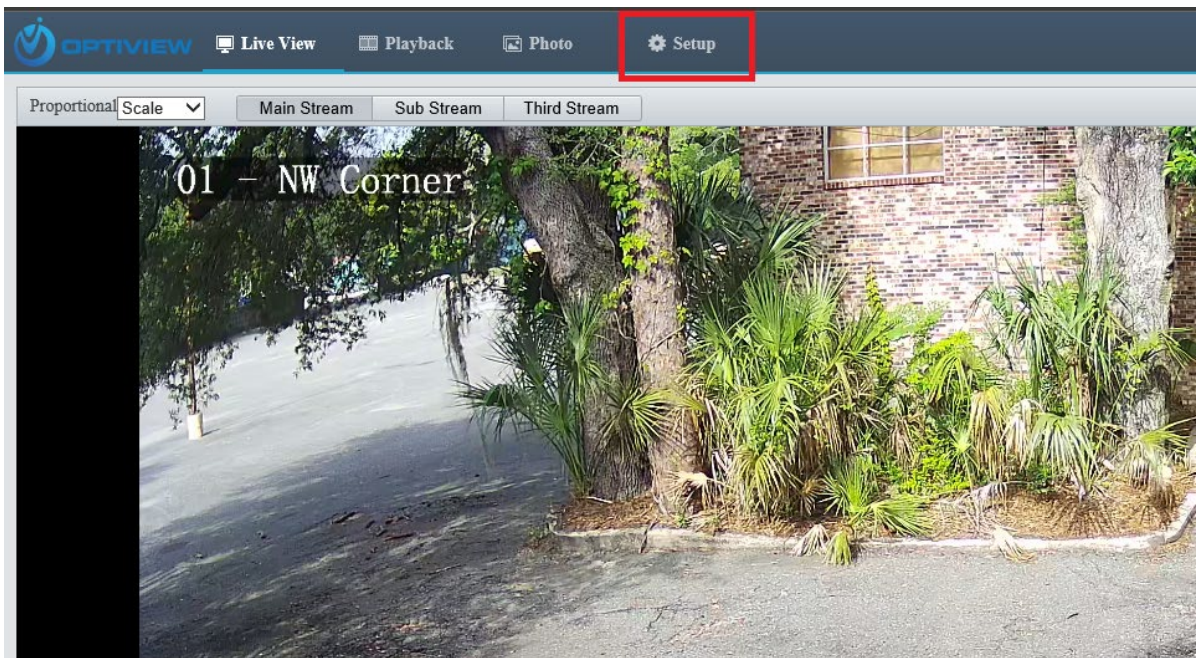 OPTIVIEW Live View Playback Photo Setup
Proportional Scale Main Stream Sub Stream Third Stream
01 - NW Corner